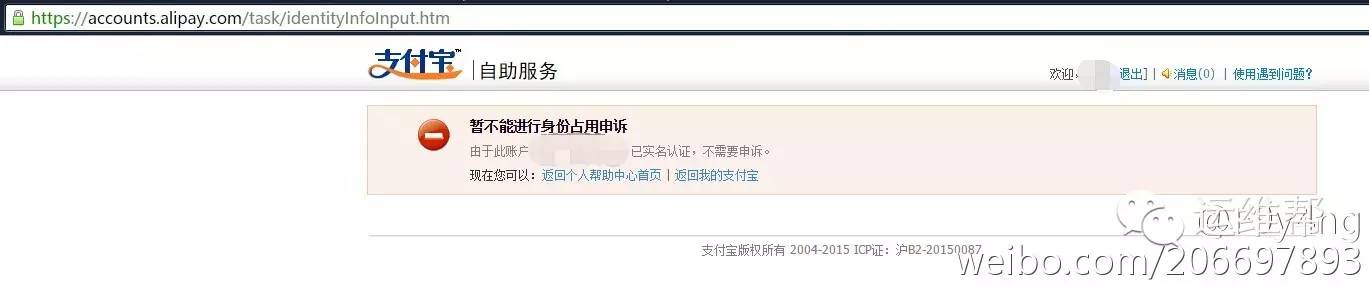 https://accounts.alipay.com/task/identityInfoInput.htm
支付宝™ | 自助服务
欢迎, 退出] | 消息(0) | 使用遇到问题?
暂不能进行身份占用申诉
由于此账户 已实名认证，不需要申诉。
现在您可以: 返回个人帮助中心首页 | 返回我的支付宝
运维帮
支付宝版权所有 2004-2015 ICP证: 沪B2-20150087
weibo.com/206697893